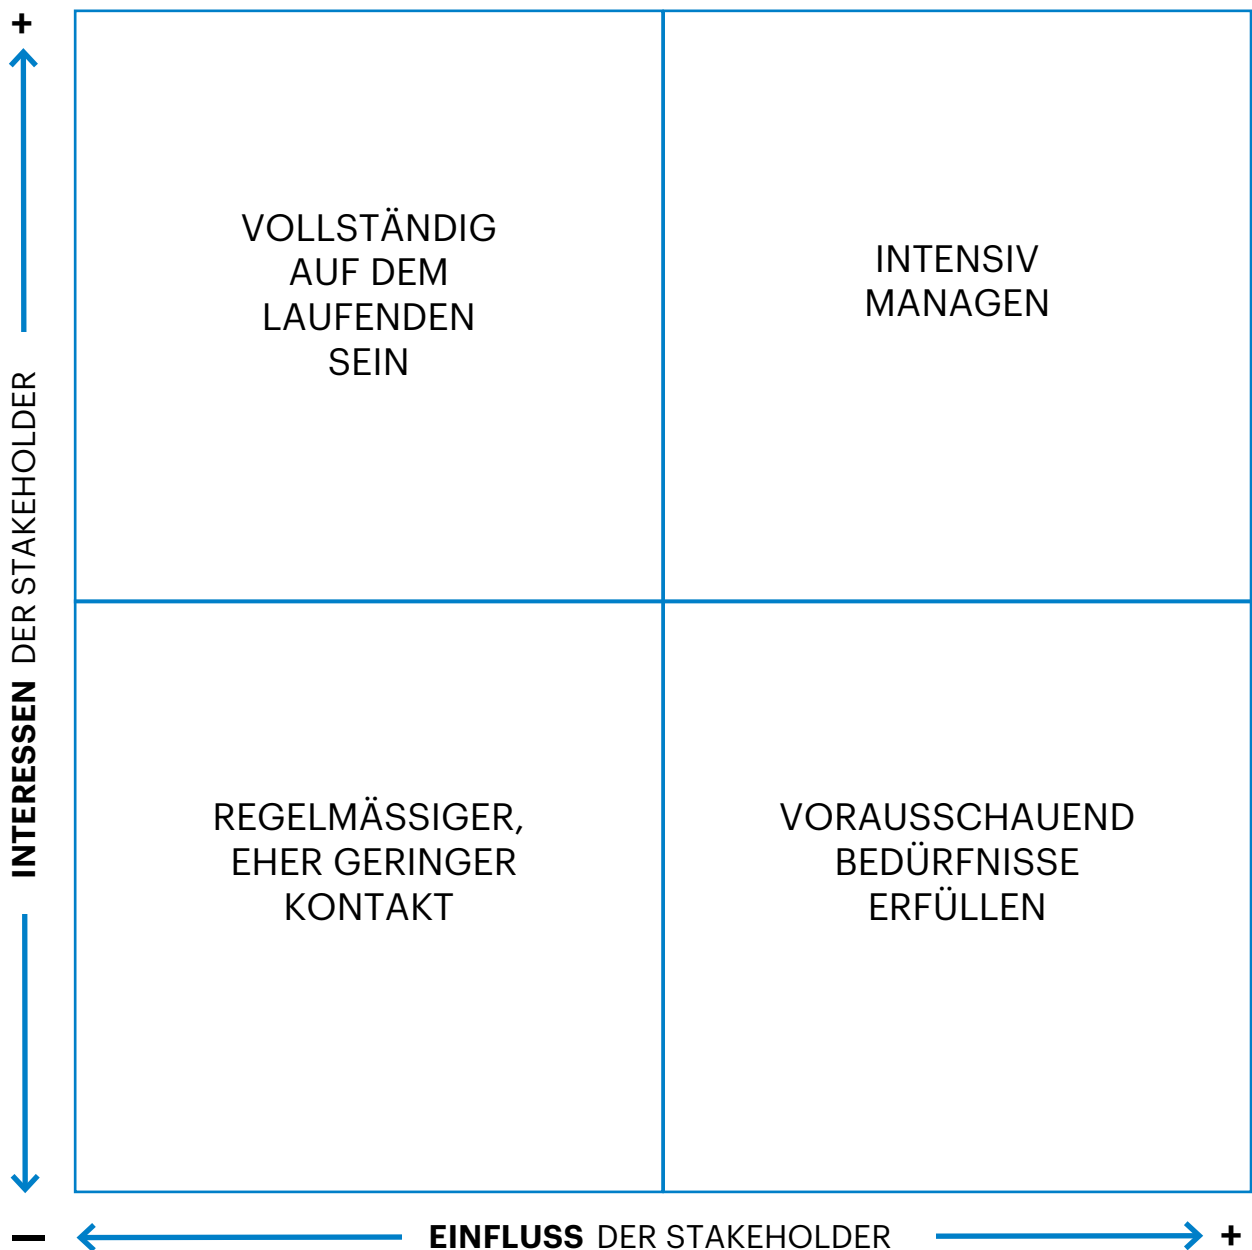 +
VOLLSTÄNDIG
AUF DEM
LAUFENDEN
SEIN
INTENSIV
MANAGEN
INTERESSEN DER STAKEHOLDER
REGELMÄSSIGER,
EHER GERINGER
KONTAKT
VORAUSSCHAUEND
BEDÜRFNISSE
ERFÜLLEN
–
EINFLUSS DER STAKEHOLDER
+